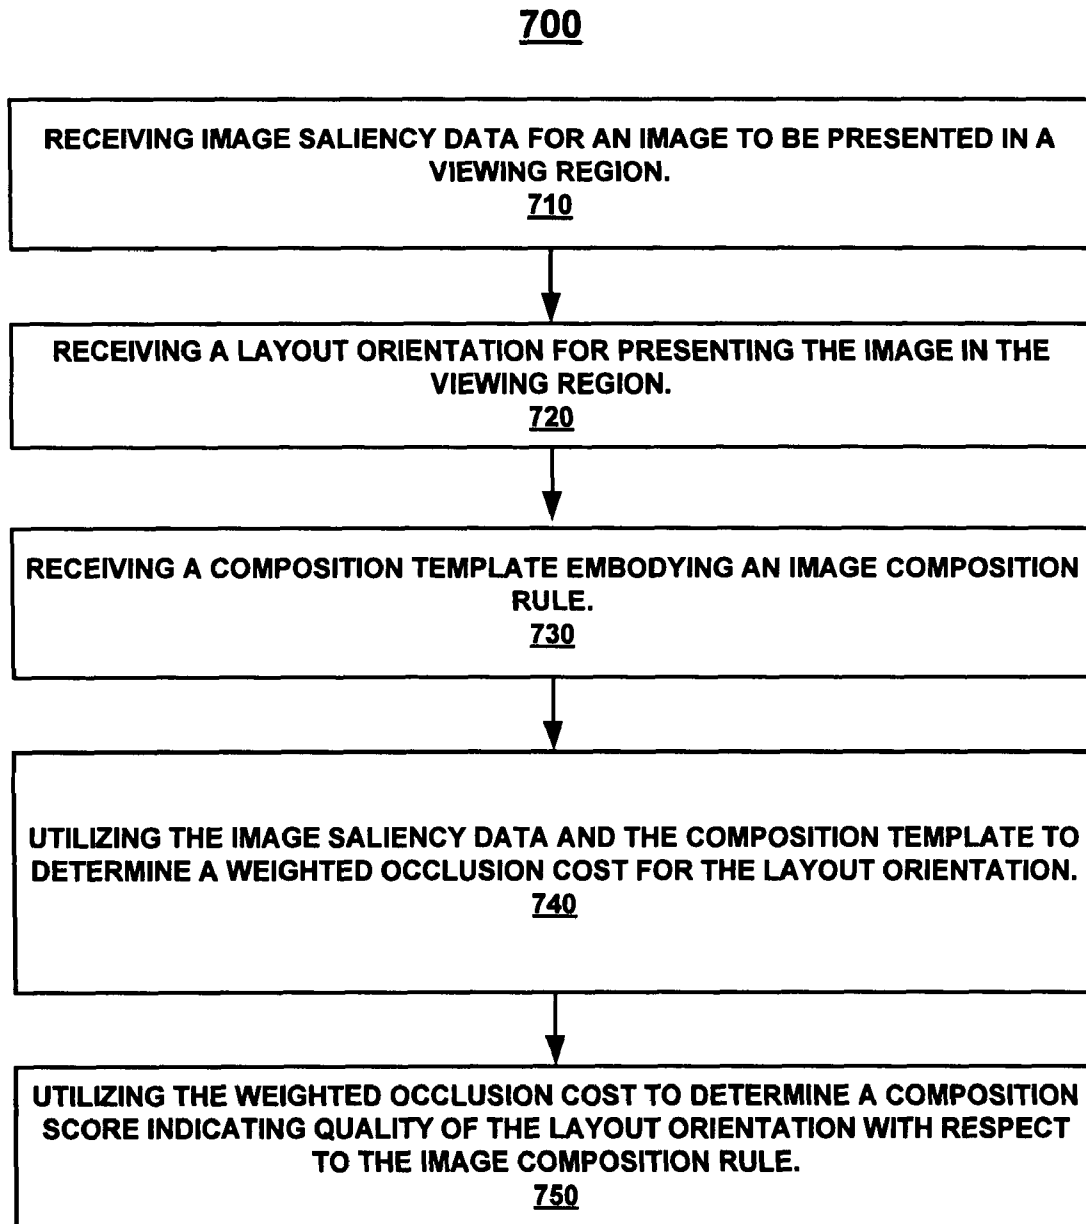 700
RECEIVING IMAGE SALIENCY DATA FOR AN IMAGE TO BE PRESENTED IN A
VIEWING REGION.
710
RECEIVING A LAYOUT ORIENTATION FOR PRESENTING THE IMAGE IN THE
VIEWING REGION.
720
RECEIVING A COMPOSITION TEMPLATE EMBODYING AN IMAGE COMPOSITION
RULE.
730
UTILIZING THE IMAGE SALIENCY DATA AND THE COMPOSITION TEMPLATE TO
DETERMINE A WEIGHTED OCCLUSION COST FOR THE LAYOUT ORIENTATION.
740
UTILIZING THE WEIGHTED OCCLUSION COST TO DETERMINE A COMPOSITION
SCORE INDICATING QUALITY OF THE LAYOUT ORIENTATION WITH RESPECT
TO THE IMAGE COMPOSITION RULE.
750